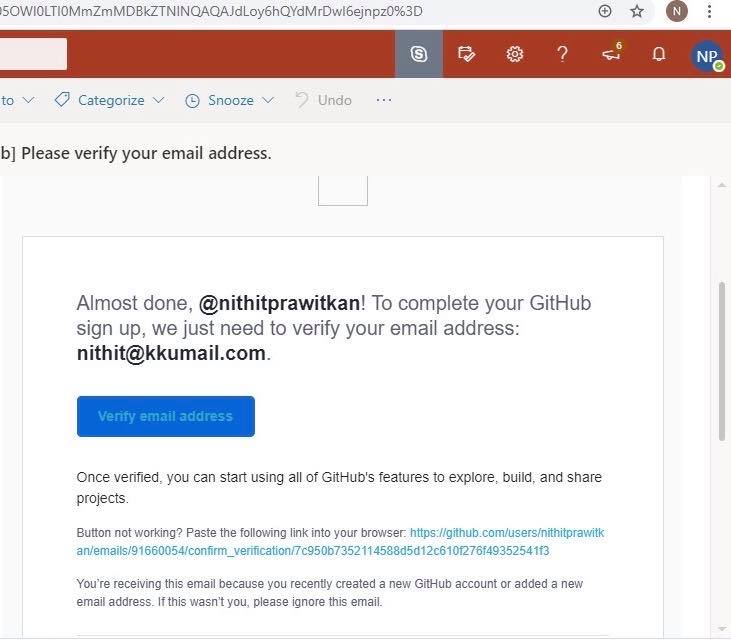 5OWI0LTI0MmZmMDBkZTNINQAQAJdLoy6hQYdMrDwl6ejnpz0%3D
N
6
NP
to Categorize Snooze Undo
b] Please verify your email address.
Almost done, @nithitprawitkan! To complete your GitHub
sign up, we just need to verify your email address:
nithit@kkumail.com.
Verify email address
Once verified, you can start using all of GitHub's features to explore, build, and share
projects.
Button not working? Paste the following link into your browser: https://github.com/users/nithitprawitk
an/emails/91660054/confirm_verification/7c950b7352114588d5d12c610f276f49352541f3
You're receiving this email because you recently created a new GitHub account or added a new
email address. If this wasn't you, please ignore this email.